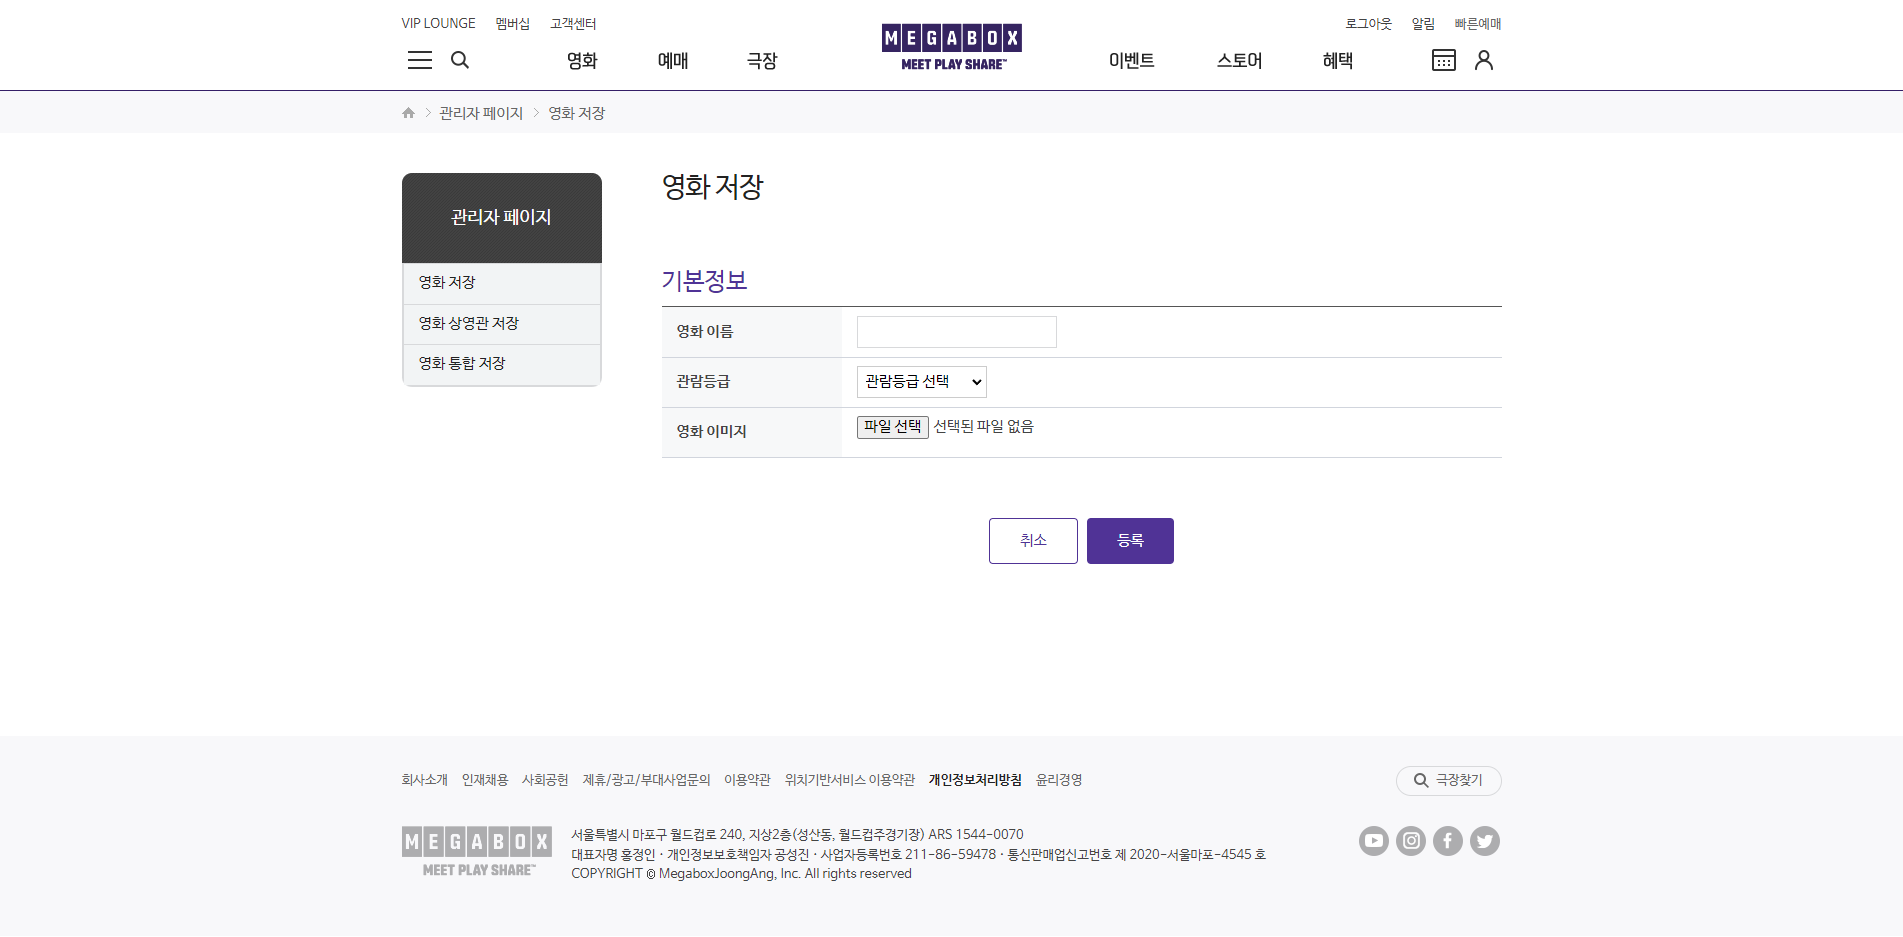 VIP LOUNGE 멤버십 고객센터
로그아웃 알림 빠른예매
영화 예매 극장
MEGABOX
MEET PLAY SHARE™
이벤트 스토어 혜택
관리자 페이지 영화 저장
관리자 페이지
영화 저장
영화 상영관 저장
영화 통합 저장
영화 저장
기본정보
영화 이름
관람등급 관람등급 선택
영화 이미지 파일 선택 선택된 파일 없음
취소 등록
회사소개 인재채용 사회공헌 제휴/광고/부대사업문의 이용약관 위치기반서비스 이용약관 개인정보처리방침 윤리경영
극장찾기
MEGABOX
MEET PLAY SHARE™
서울특별시 마포구 월드컵로 240, 지상2층(성산동, 월드컵주경기장) ARS 1544-0070
대표자명 홍정인 · 개인정보보호책임자 공성진 · 사업자등록번호 211-86-59478 · 통신판매업신고번호 제 2020-서울마포-4545 호
COPYRIGHT © MegaboxJoongAng, Inc. All rights reserved